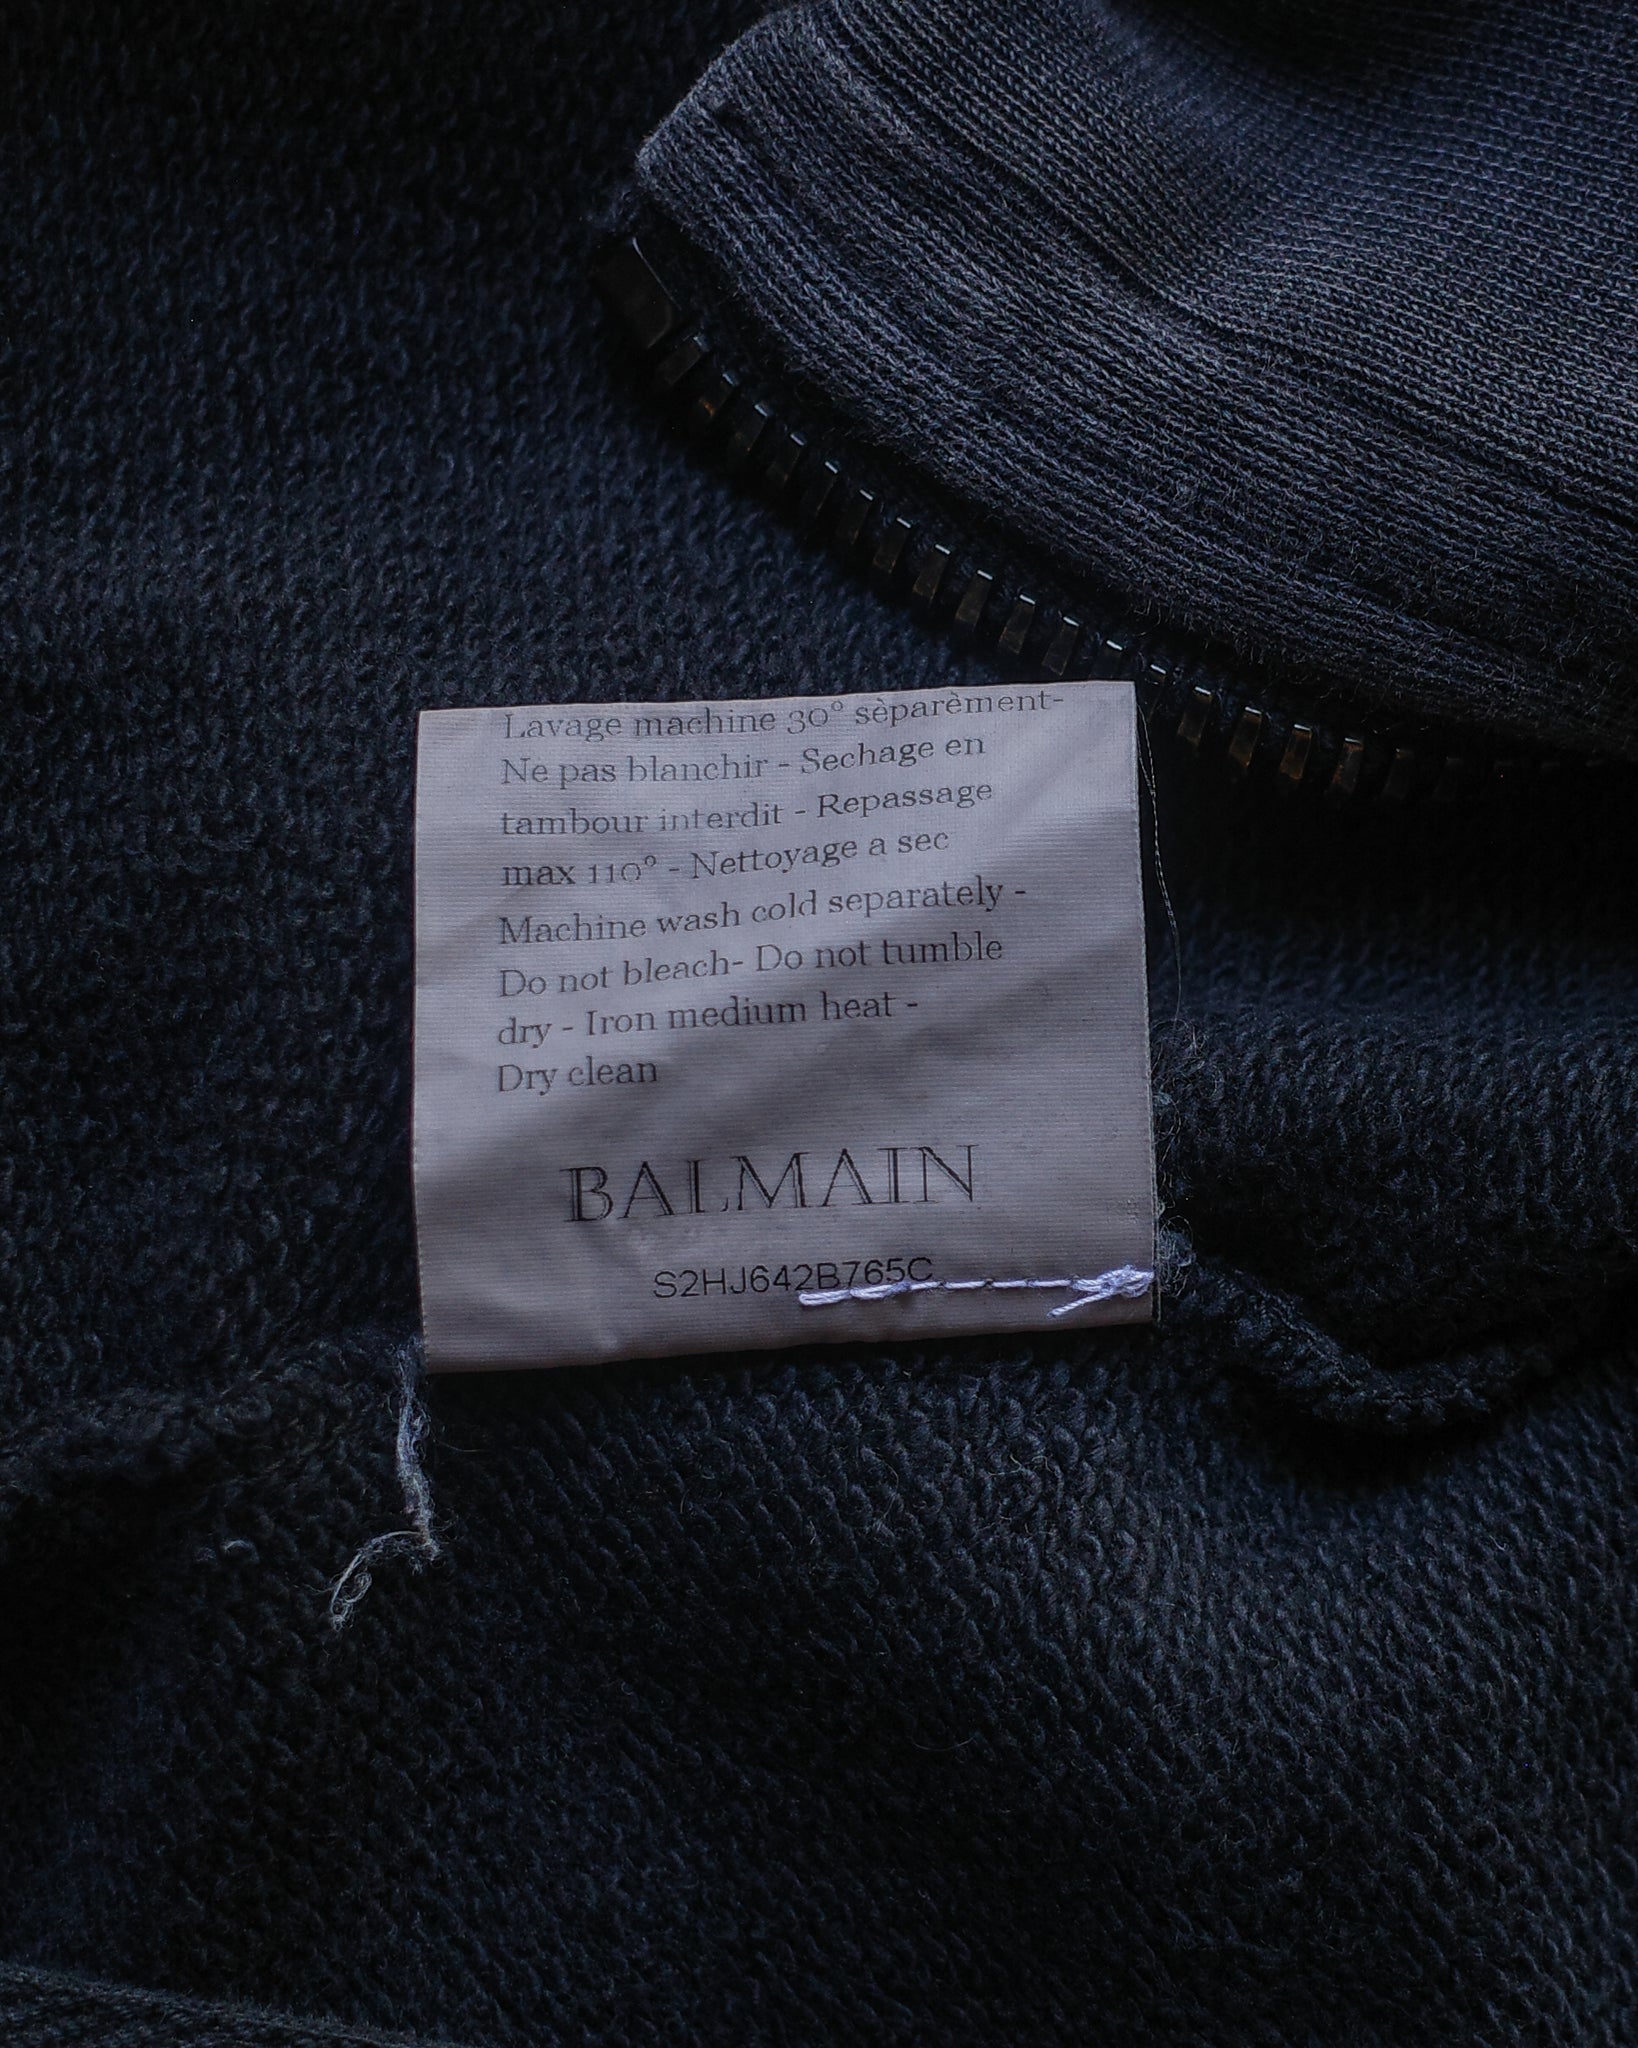 Lavage machine 30° sèparèment-
Ne pas blanchir - Sechage en
tambour interdit - Repassage
max 110° - Nettoyage a sec
Machine wash cold separately -
Do not bleach- Do not tumble
dry - Iron medium heat -
Dry clean
BALMAIN
S2HJ642B765C